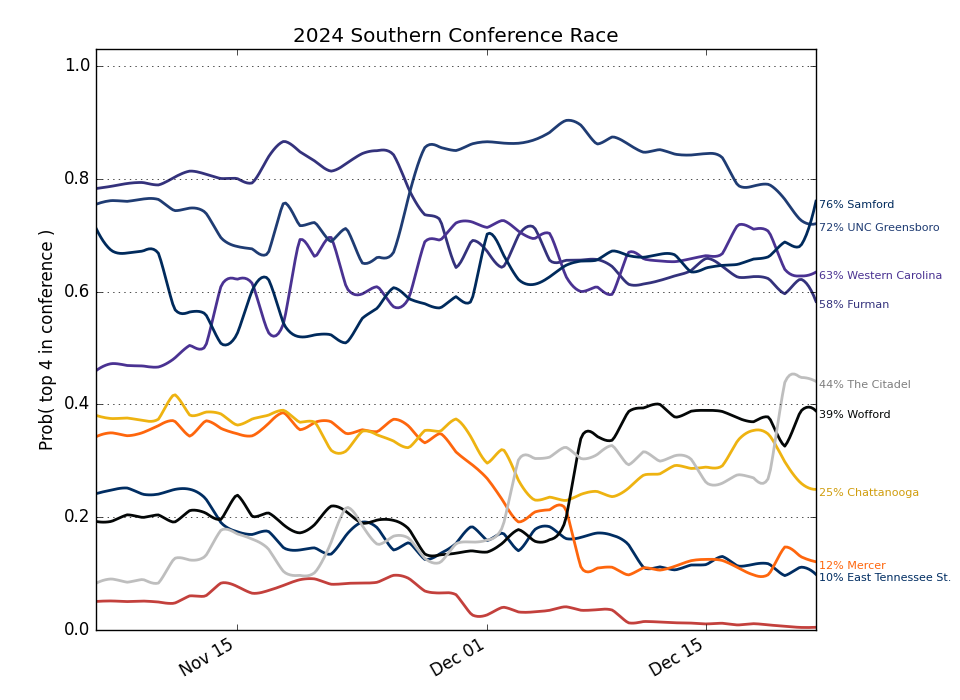 2024 Southern Conference Race
Prob( top 4 in conference )
1.0
0.8
0.6
0.4
0.2
0.0
Nov 15
Dec 01
Dec 15
76% Samford
72% UNC Greensboro
63% Western Carolina
58% Furman
44% The Citadel
39% Wofford
25% Chattanooga
12% Mercer
10% East Tennessee St.